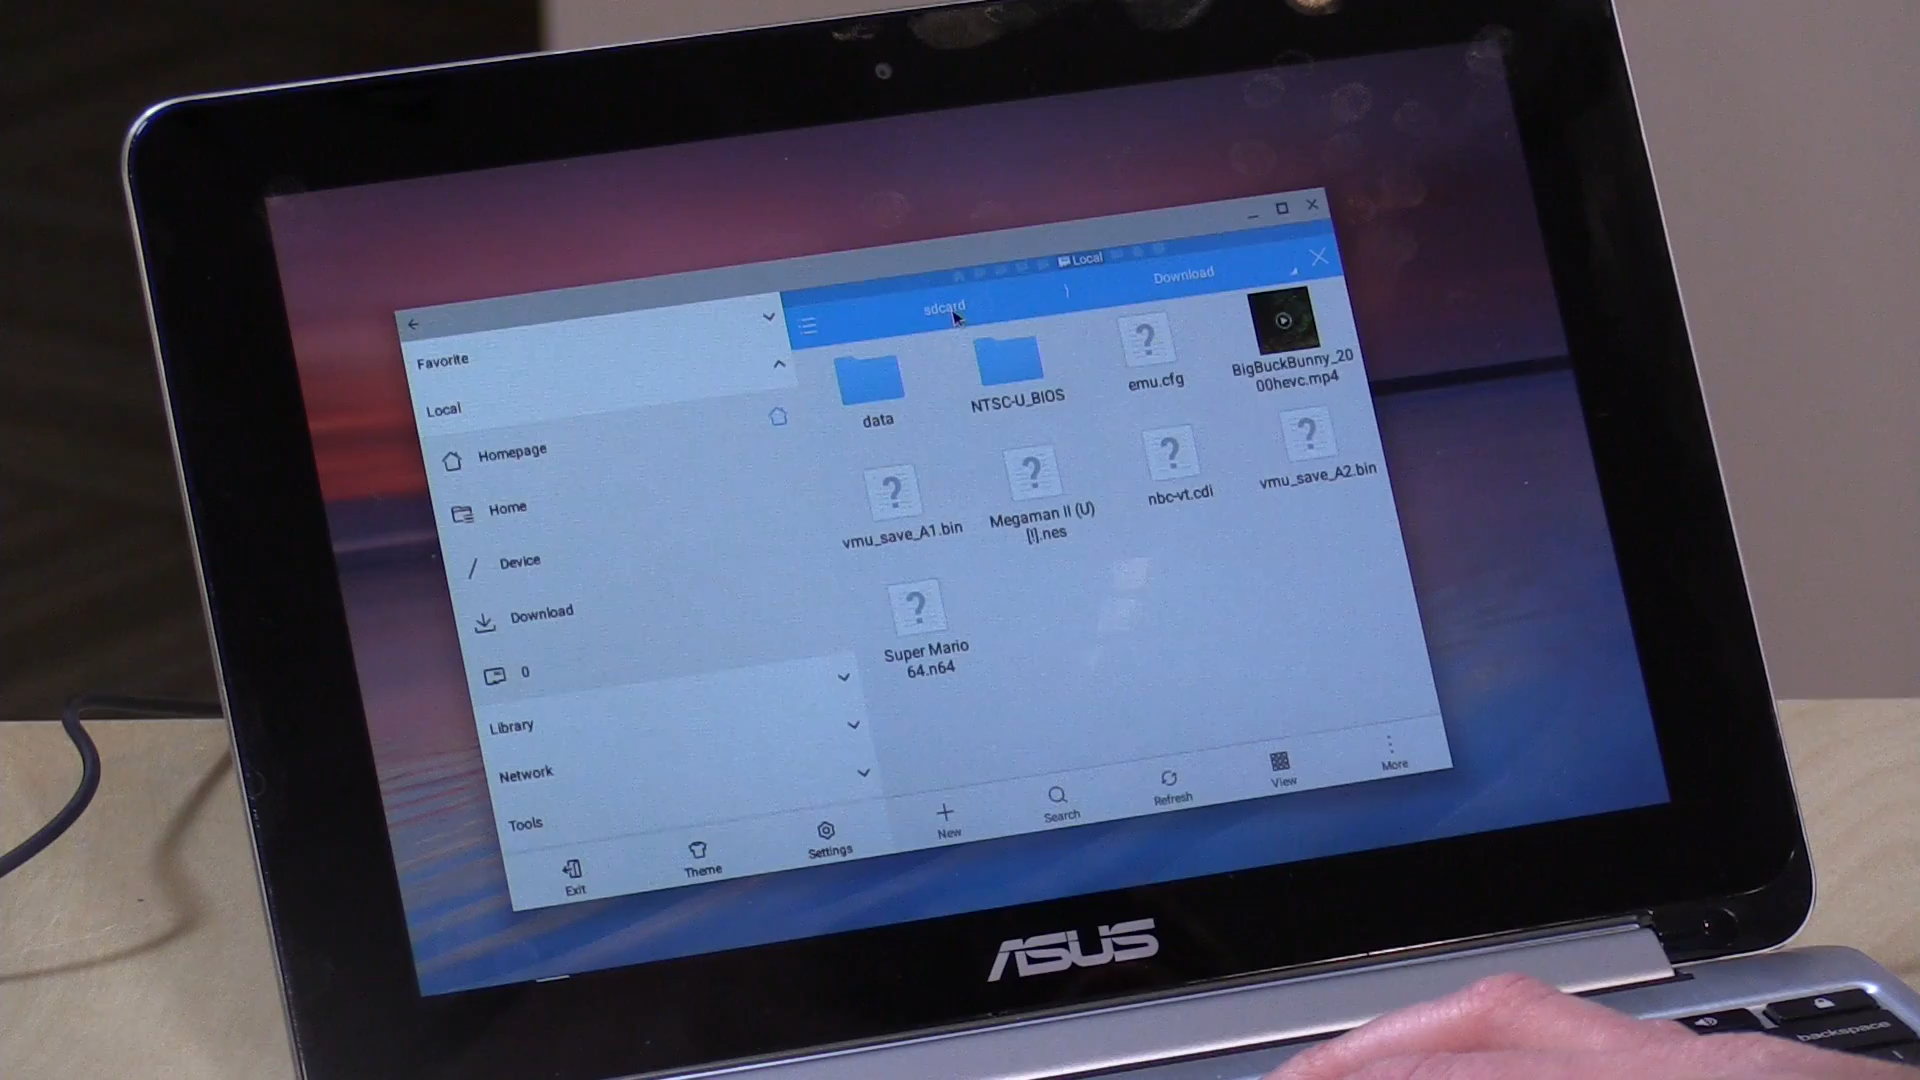 Local
sdcard
Download
Favorite
Local
Homepage
Home
Device
Download
0
Library
Network
Tools
Exit
Theme
Settings
data
NTSC-U_BIOS
emu.cfg
BigBuckBunny_20
00hevc.mp4
vmu_save_A1.bin
Megaman II (U)
[!].nes
nbc-vt.cdi
vmu_save_A2.bin
Super Mario
64.n64
New
Search
Refresh
View
More
ASUS
backspace